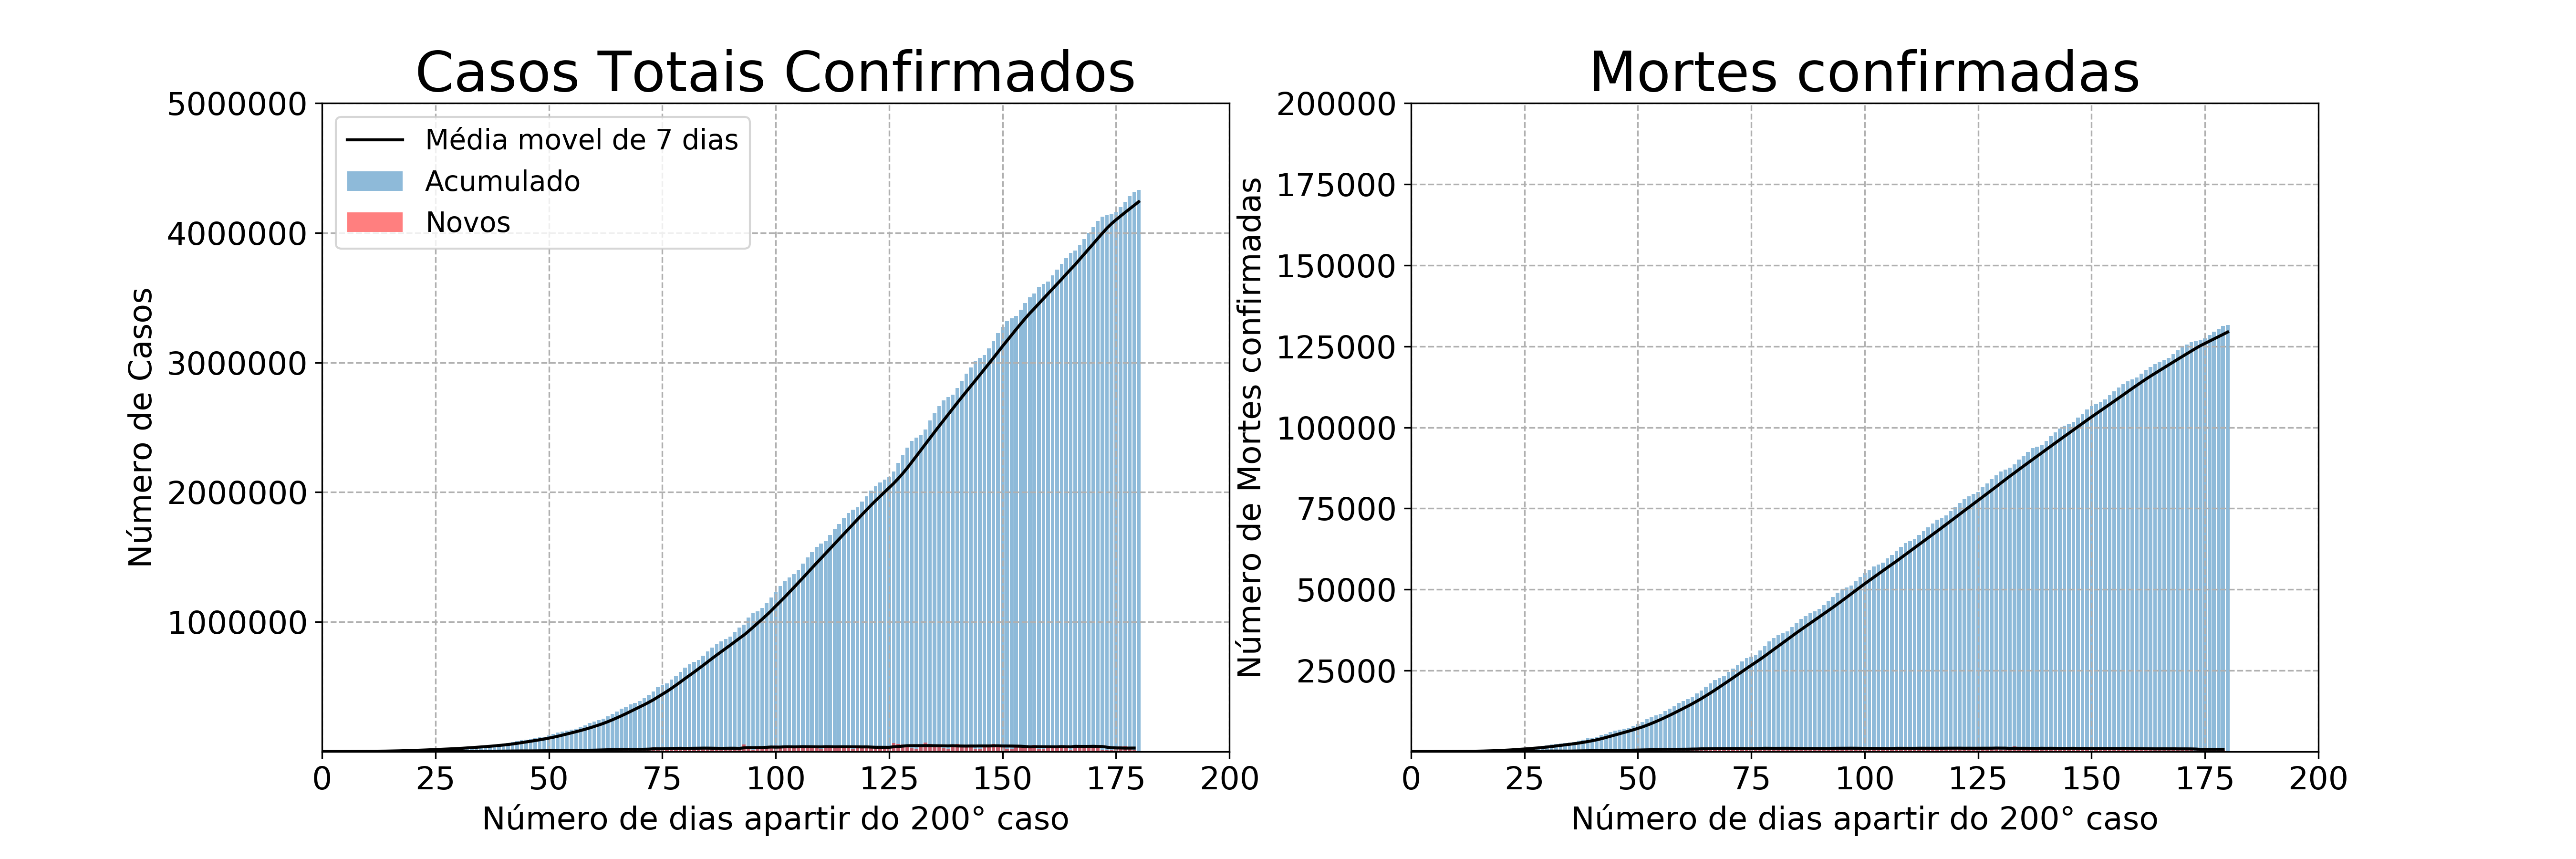 Casos Totais Confirmados
5000000
4000000
3000000
2000000
1000000
Número de Casos
Média movel de 7 dias
Acumulado
Novos
0 25 50 75 100 125 150 175 200
Número de dias apartir do 200° caso
Mortes confirmadas
200000
175000
150000
125000
100000
75000
50000
25000
Número de Mortes confirmadas
0 25 50 75 100 125 150 175 200
Número de dias apartir do 200° caso